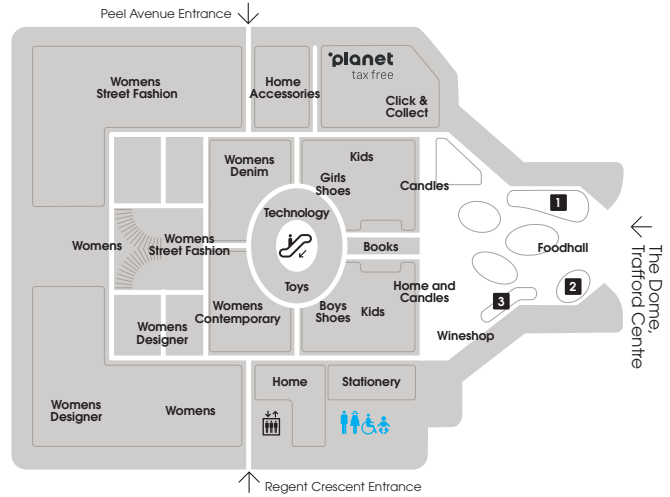 Peel Avenue Entrance
planet
tax free
Womens
Street Fashion
Home
Accessories
Click &
Collect
Womens
Denim
Kids
Girls
Shoes
Candles
1
Technology
Womens
Womens
Street Fashion
Books
Foodhall
The Dome,
Trafford Centre
Toys
Home and
Candles
2
3
Womens
Contemporary
Boys
Shoes
Kids
Womens
Designer
Wineshop
Home
Stationery
Womens
Designer
Womens
Regent Crescent Entrance